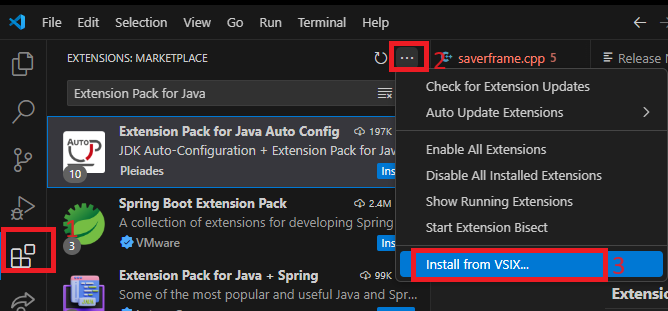 File Edit Selection View Go Run Terminal Help
EXTENSIONS: MARKETPLACE
2
saverframe.cpp 5
Release N
Extension Pack for Java
Check for Extension Updates
Auto Update Extensions
Enable All Extensions
Disable All Installed Extensions
Show Running Extensions
Start Extension Bisect
Install from VSIX...
3
AUTO
10
Extension Pack for Java Auto Config 197K
JDK Auto-Configuration + Extension Pack for Jav
Pleiades Ins
1
3
Spring Boot Extension Pack 2.4M
A collection of extensions for developing Spring
VMware Ins
Extension Pack for Java + Spring 99K
Some of the most popular and useful Java and Spr...
Extensio